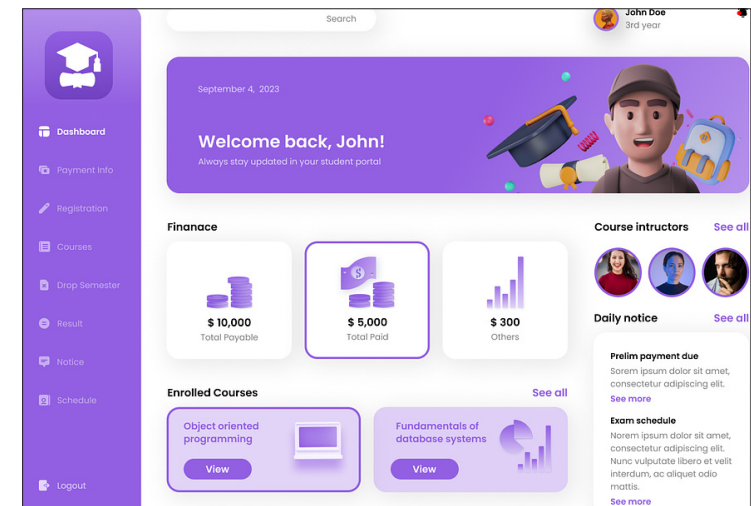 Search
John Doe
3rd year
Dashboard
Payment Info
Registration
Courses
Drop Semester
Result
Notice
Schedule
Logout
September 4, 2023
Welcome back, John!
Always stay updated in your student portal
Finanace
$ 10,000
Total Payable
$ 5,000
Total Paid
$ 300
Others
Enrolled Courses
See all
Object oriented
programming
View
Fundamentals of
database systems
View
Course intructors
See all
Daily notice
See all
Prelim payment due
Sorem ipsum dolor sit amet,
consectetur adipiscing elit.
See more
Exam schedule
Norem ipsum dolor sit amet,
consectetur adipiscing elit.
Nunc vulputate libero et velit
interdum, ac aliquet odio
mattis.
See more